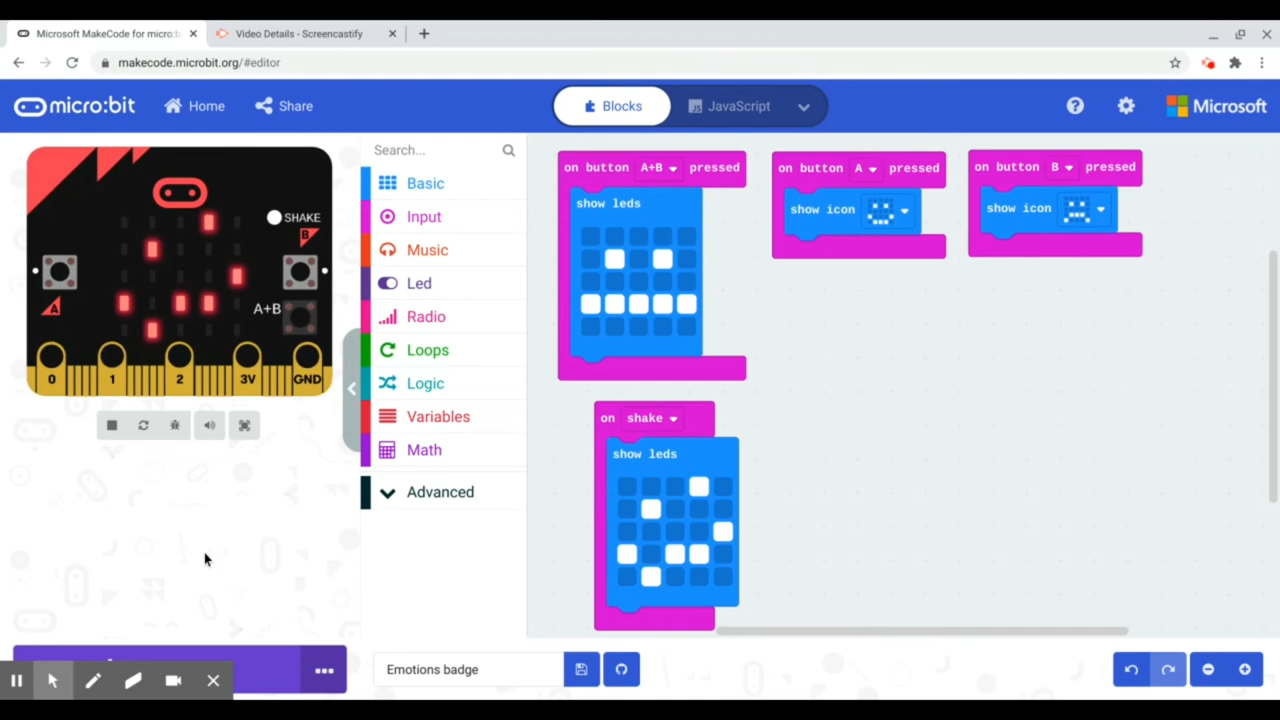 Microsoft MakeCode for micro:b
Video Details - Screencastify
makecode.microbit.org/#editor
micro:bit
Home
Share
Blocks
JavaScript
Microsoft
SHAKE
B
A
A+B
0
1
2
3V
GND
Search...
Basic
Input
Music
Led
Radio
Loops
Logic
Variables
Math
Advanced
on button A+B pressed
show leds
on button A pressed
show icon
on button B pressed
show icon
on shake
show leds
Emotions badge